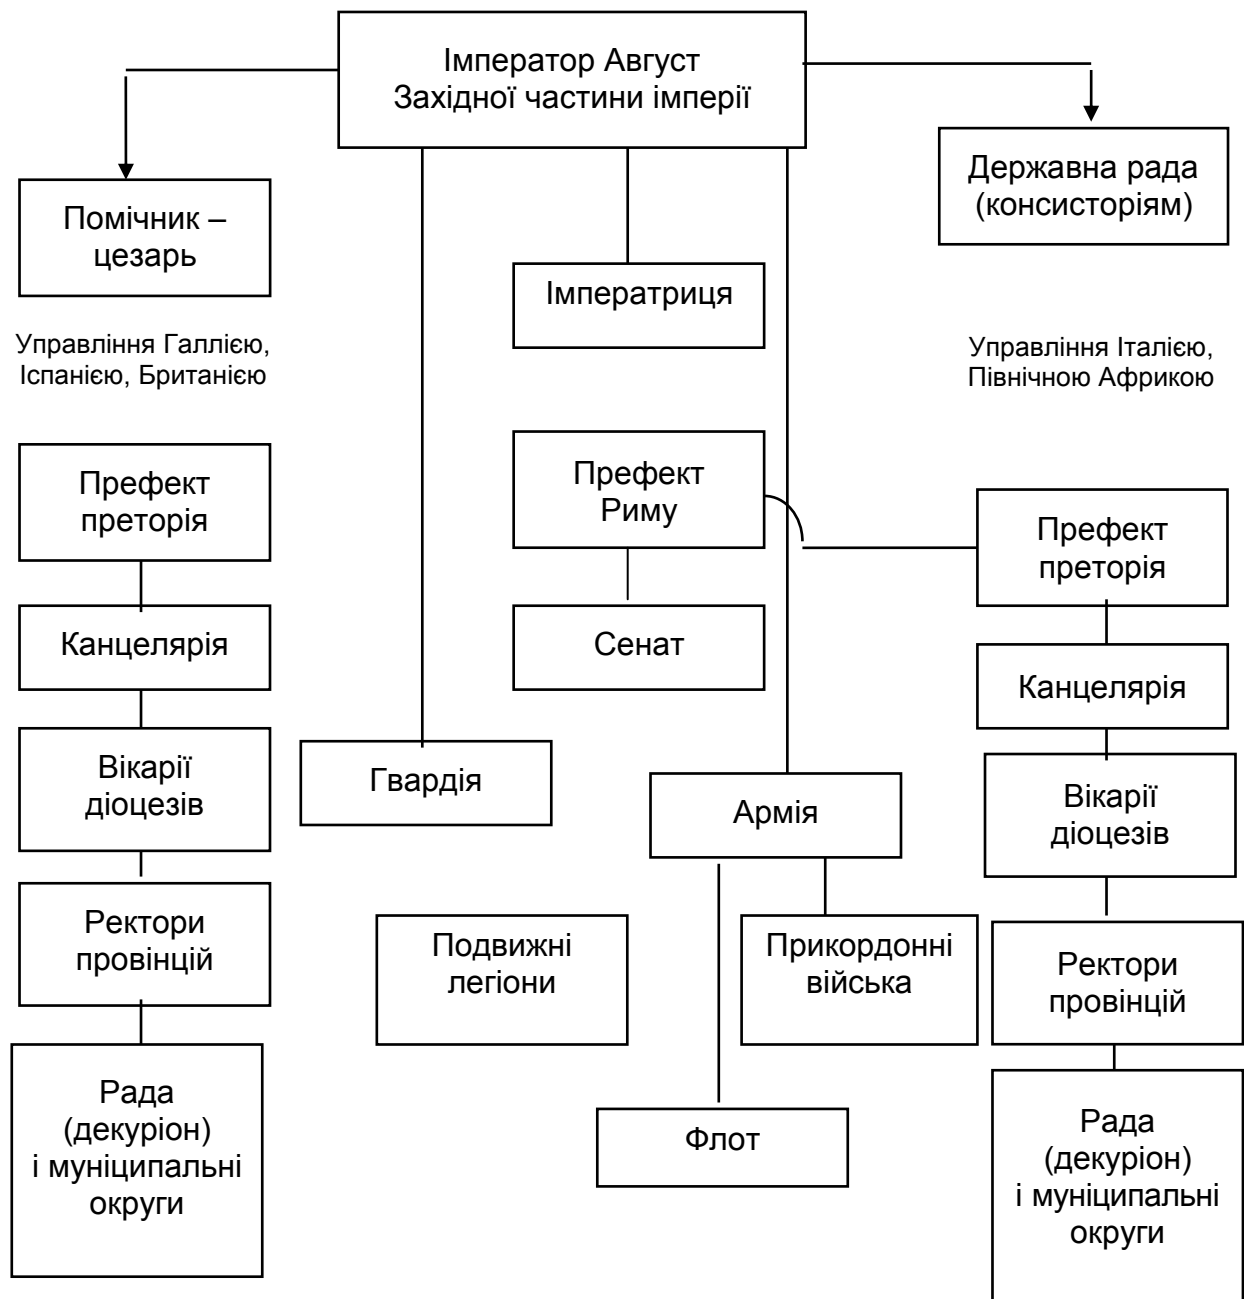 Імператор Август
Західної частини імперії
Державна рада
(консисторіям)
Помічник –
цезарь
Імператриця
Управління Галлією,
Іспанією, Британією
Управління Італією,
Північною Африкою
Префект
преторія
Префект
Риму
Префект
преторія
Канцелярія
Сенат
Канцелярія
Вікарії
діоцезів
Гвардія
Армія
Вікарії
діоцезів
Ректори
провінцій
Подвижні
легіони
Прикордонні
війська
Ректори
провінцій
Рада
(декуріон)
і муніципальні
округи
Флот
Рада
(декуріон)
і муніципальні
округи